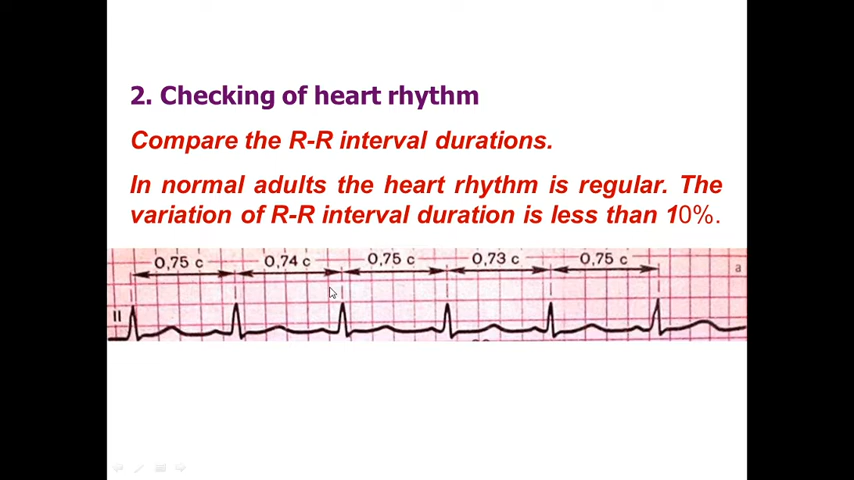 2. Checking of heart rhythm
Compare the R-R interval durations.
In normal adults the heart rhythm is regular. The
variation of R-R interval duration is less than 10%.
0,75 c 0,74 c 0,75 c 0,73 c 0,75 c
a
II